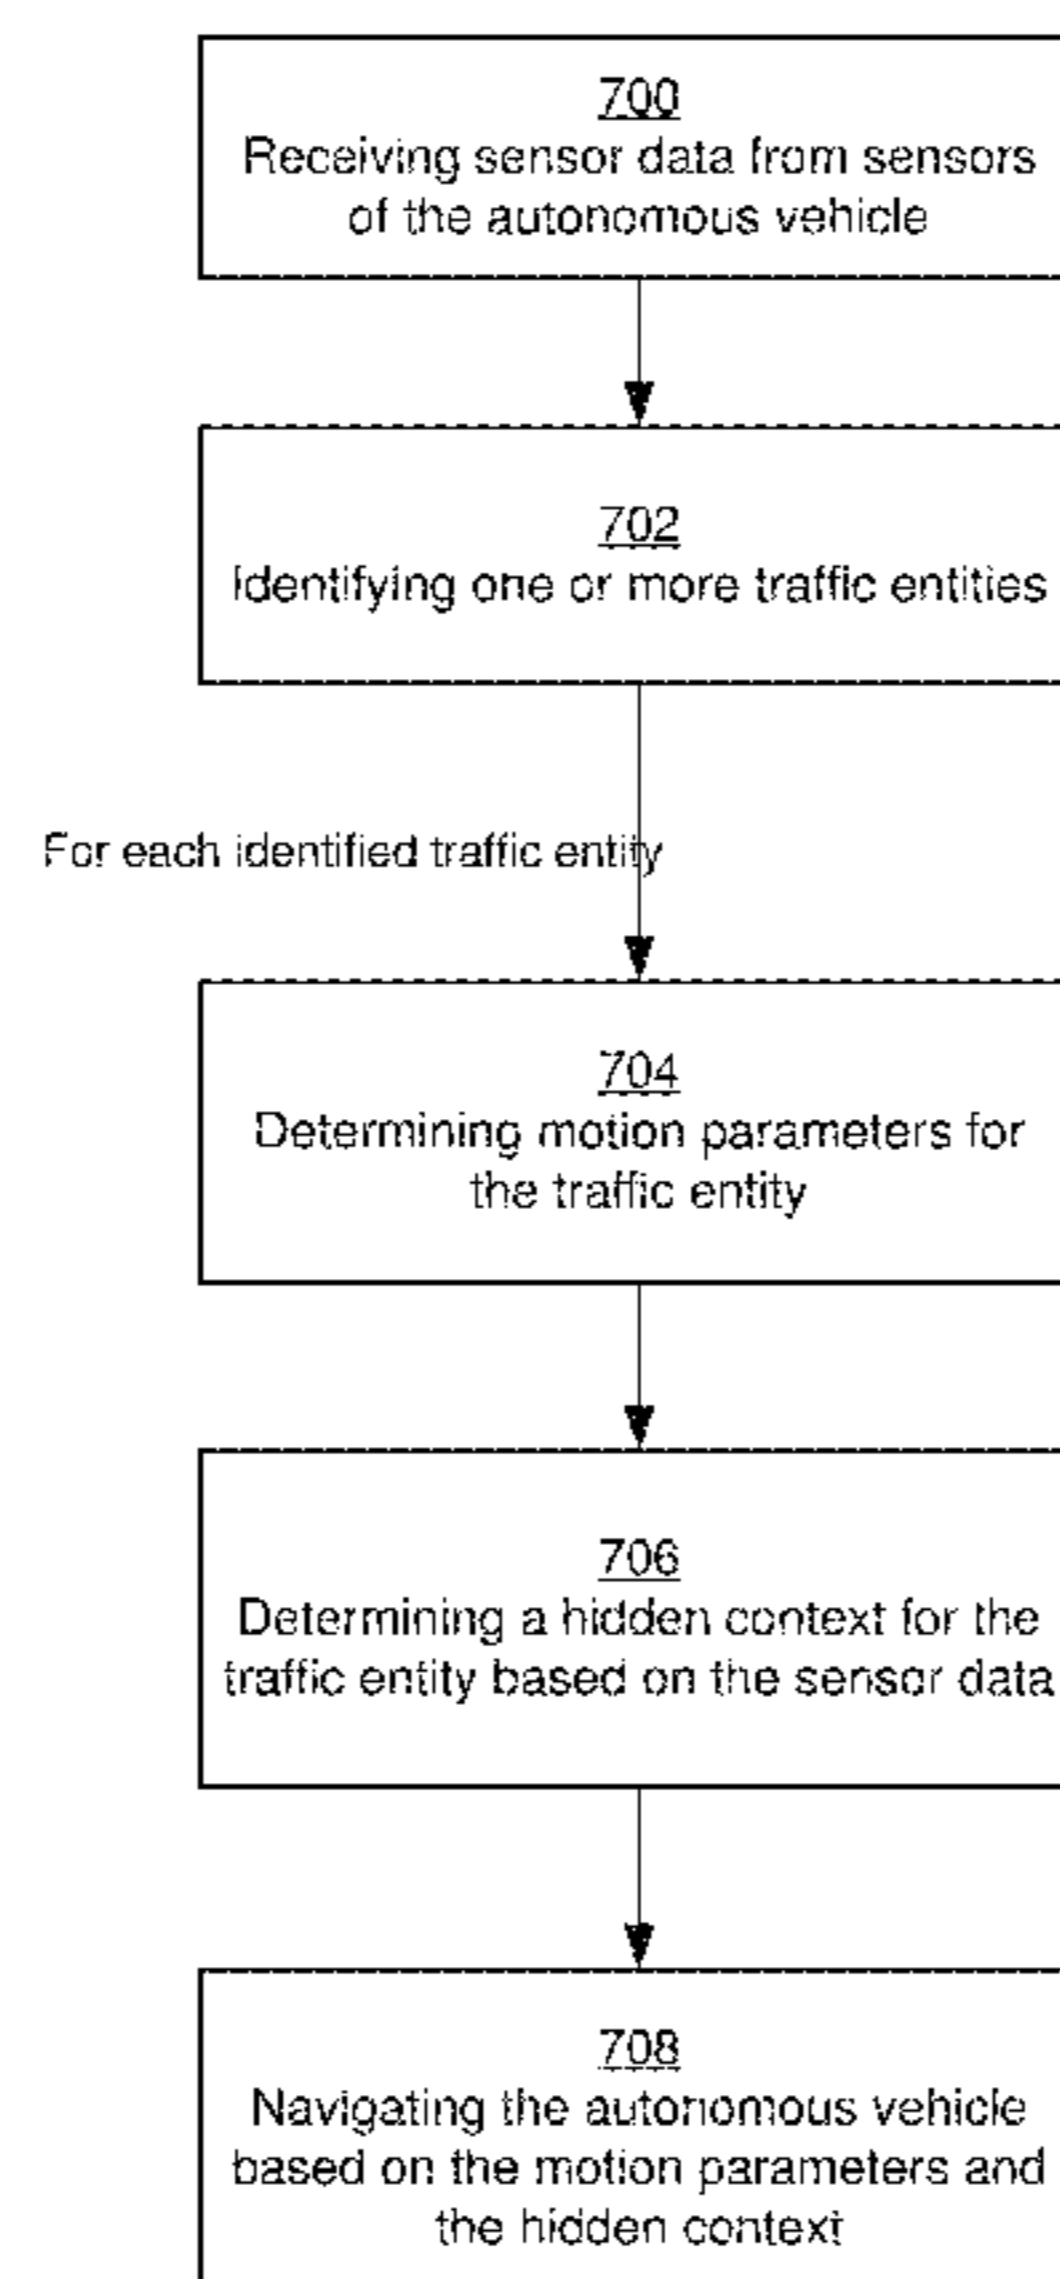 700
Receiving sensor data from sensors
of the autonomous vehicle
702
Identifying one or more traffic entities
For each identified traffic entity
704
Determining motion parameters for
the traffic entity
706
Determining a hidden context for the
traffic entity based on the sensor data
708
Navigating the autonomous vehicle
based on the motion parameters and
the hidden context